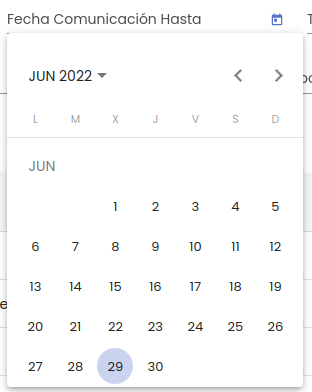 Fecha Comunicación Hasta
JUN 2022
L M X J V S D
JUN
1 2 3 4 5
6 7 8 9 10 11 12
13 14 15 16 17 18 19
20 21 22 23 24 25 26
27 28 29 30